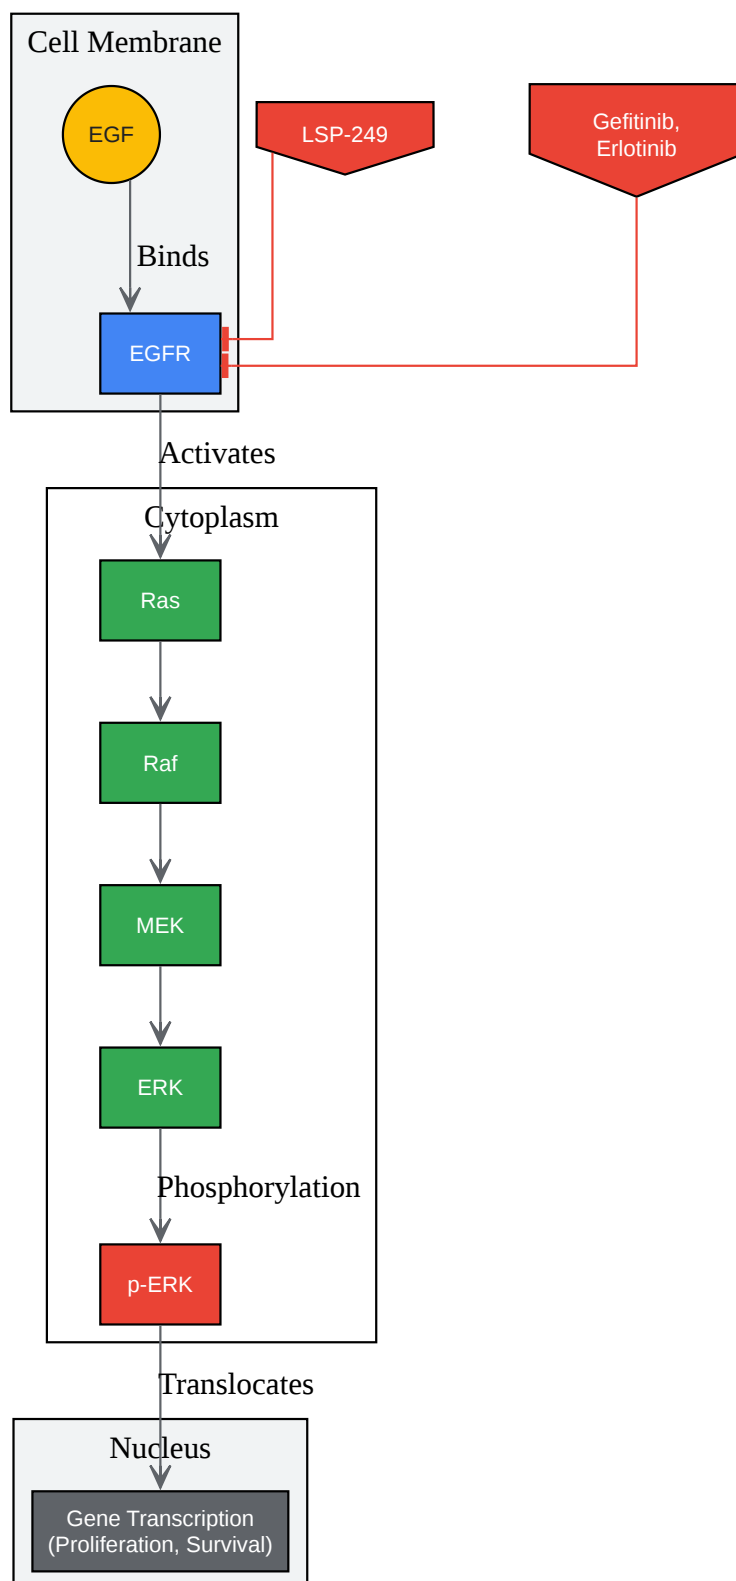 Cell Membrane
EGF
LSP-249
Gefitinib,
Erlotinib
Binds
EGFR
Activates
Cytoplasm
Ras
Raf
MEK
ERK
Phosphorylation
p-ERK
Translocates
Nucleus
Gene Transcription
(Proliferation, Survival)